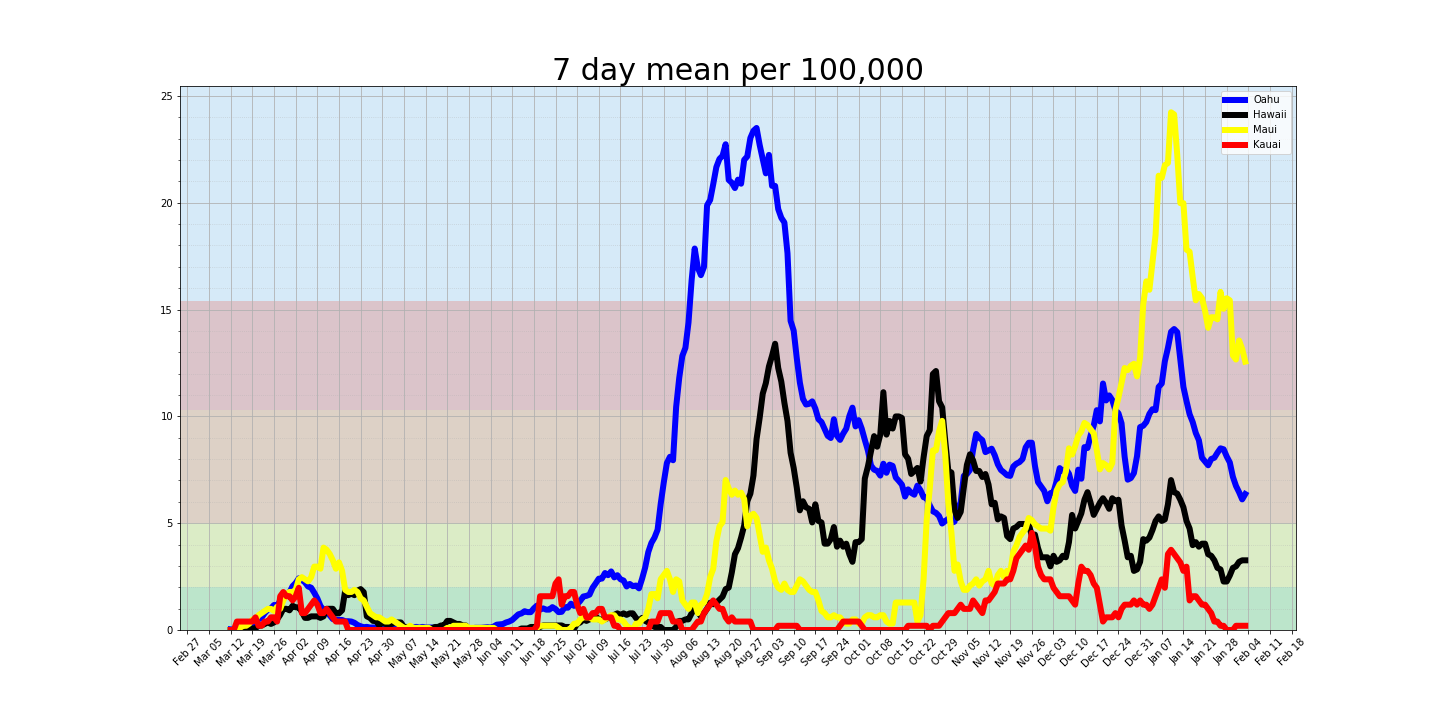 7 day mean per 100,000
25
20
15
10
5
0
Oahu
Hawaii
Maui
Kauai
Feb 27
Mar 05
Mar 12
Mar 19
Mar 26
Apr 02
Apr 09
Apr 16
Apr 23
Apr 30
May 07
May 14
May 21
May 28
Jun 04
Jun 11
Jun 18
Jun 25
Jul 02
Jul 09
Jul 16
Jul 23
Jul 30
Aug 06
Aug 13
Aug 20
Aug 27
Sep 03
Sep 10
Sep 17
Sep 24
Oct 01
Oct 08
Oct 15
Oct 22
Oct 29
Nov 05
Nov 12
Nov 19
Nov 26
Dec 03
Dec 10
Dec 17
Dec 24
Dec 31
Jan 07
Jan 14
Jan 21
Jan 28
Feb 04
Feb 11
Feb 18